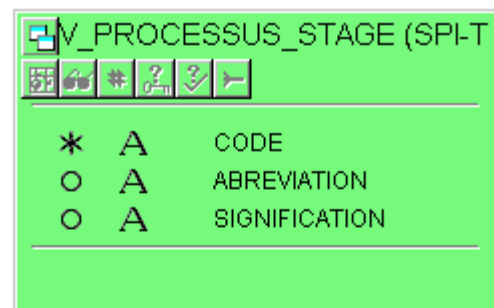 V_PROCESSUS_STAGE (SPI-T
* A CODE
O A ABREVIATION
O A SIGNIFICATION